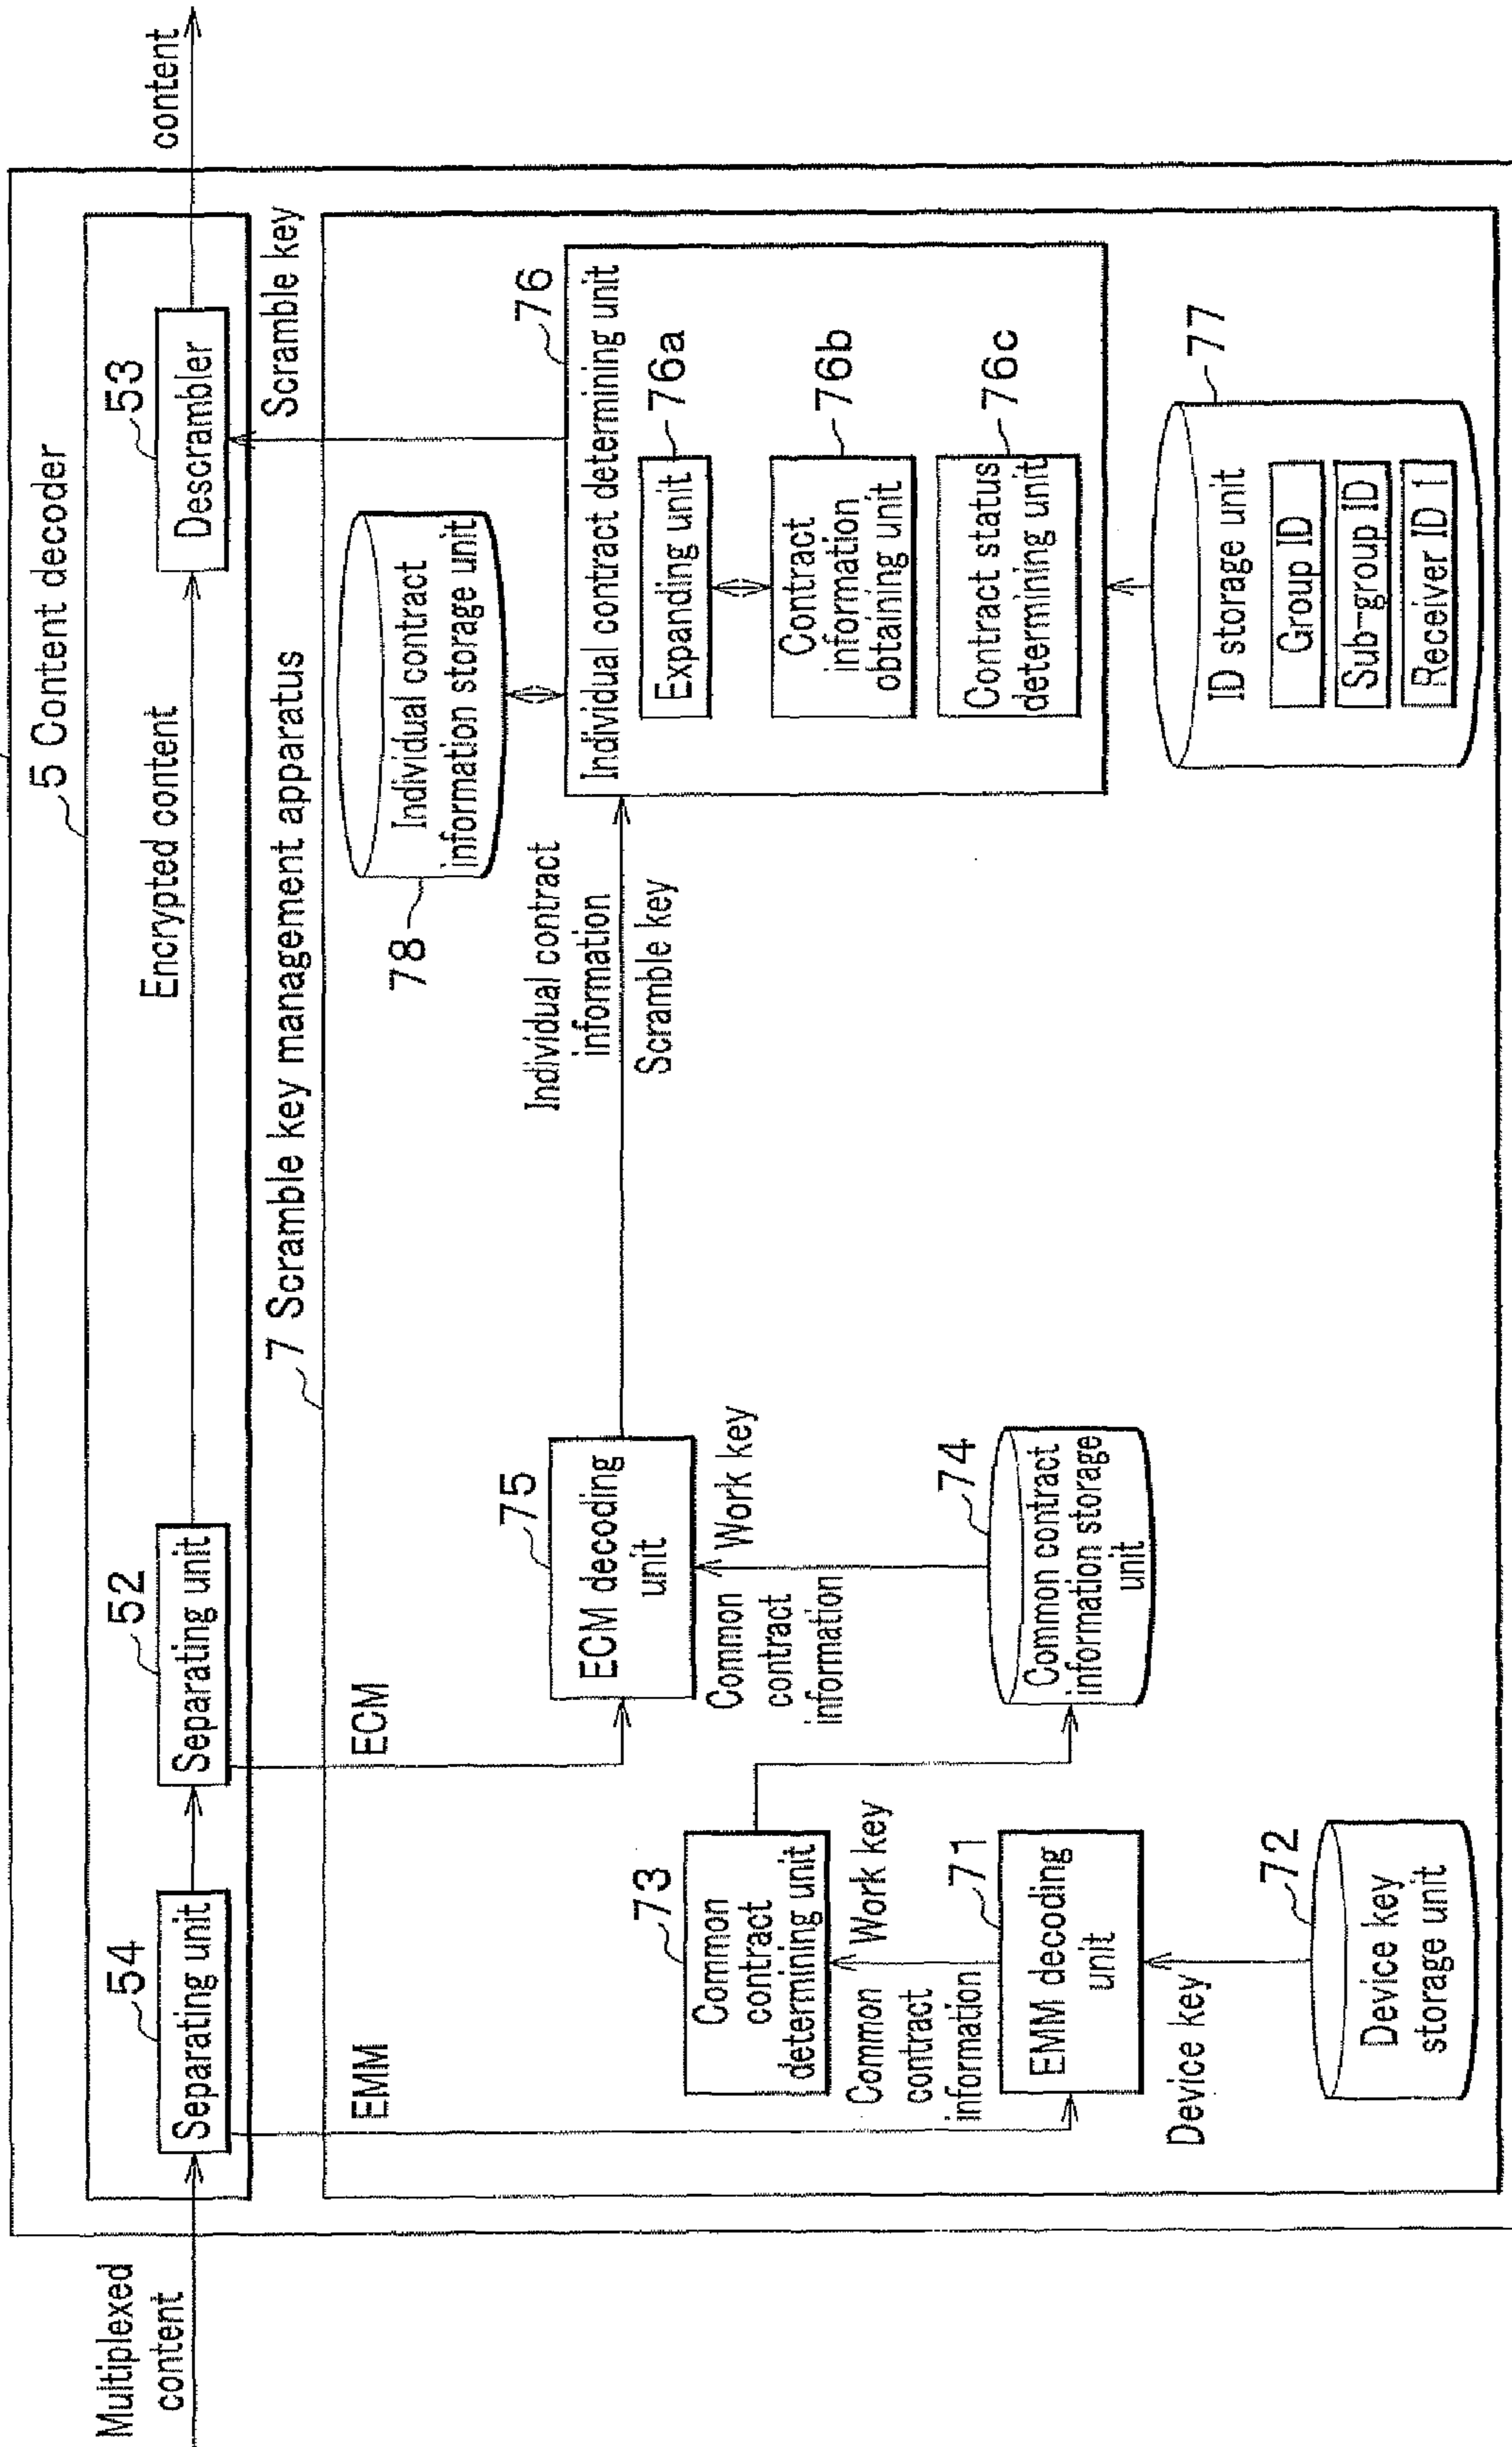 Multiplexed
content
5 Content decoder
54
Separating unit
52
Separating unit
Encrypted content
53
Descrambler
content
7 Scramble key management apparatus
Scramble key
EMM
ECM
73
Common
contract
determining unit
Common
contract
information
Work key
71
EMM decoding
unit
Device key
72
Device key
storage unit
75
ECM decoding
unit
Common
contract
information
Work key
74
Common contract
information storage
unit
Individual contract
information
Scramble key
78
Individual contract
information storage unit
76
Individual contract determining unit
76a
Expanding unit
76b
Contract
information
obtaining unit
76c
Contract status
determining unit
77
ID storage unit
Group ID
Sub-group ID
Receiver ID 1